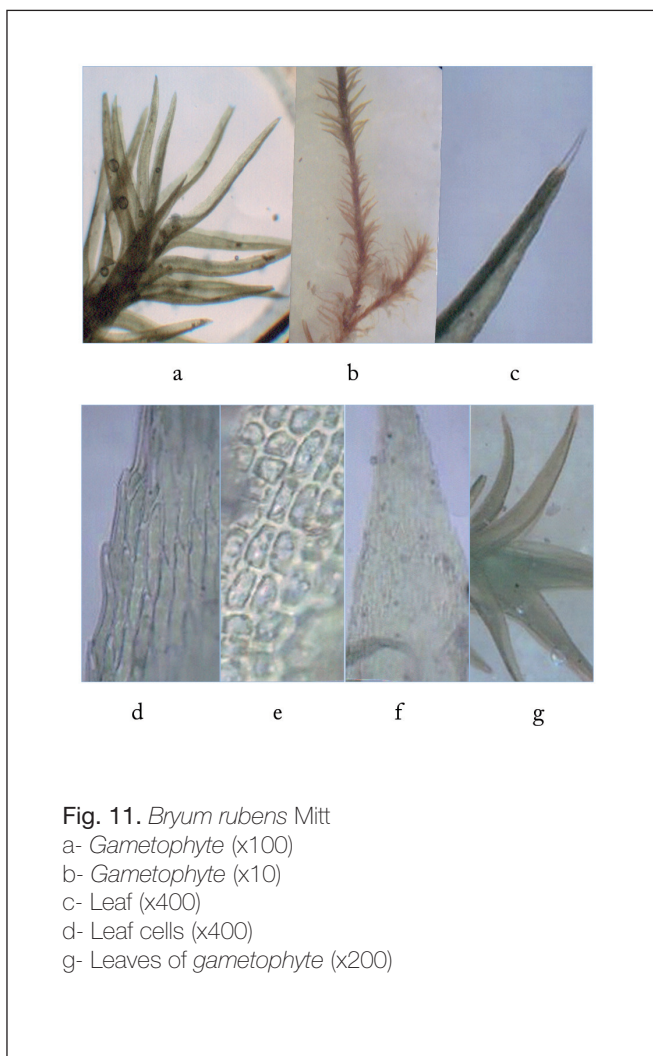 a b c
d e f g
Fig. 11. Bryum rubens Mitt
a- Gametophyte (x100)
b- Gametophyte (x10)
c- Leaf (x400)
d- Leaf cells (x400)
g- Leaves of gametophyte (x200)